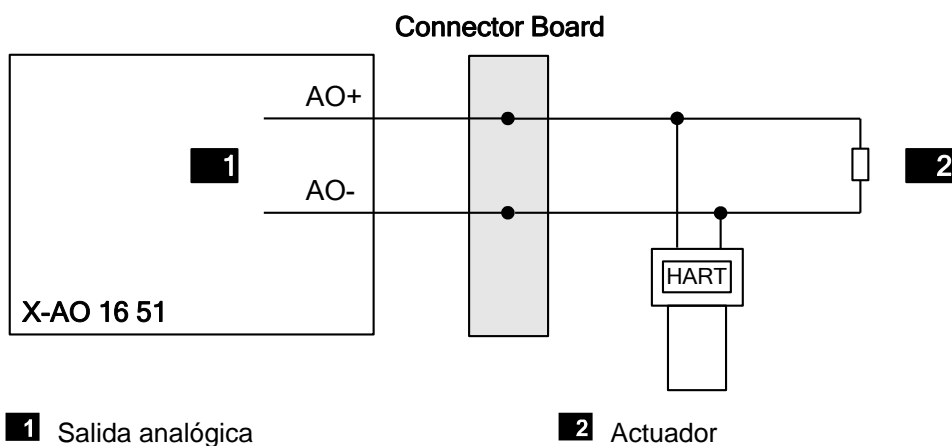 Connector Board
AO+
1
2
AO-
HART
X-AO 16 51
1 Salida analógica
2 Actuador